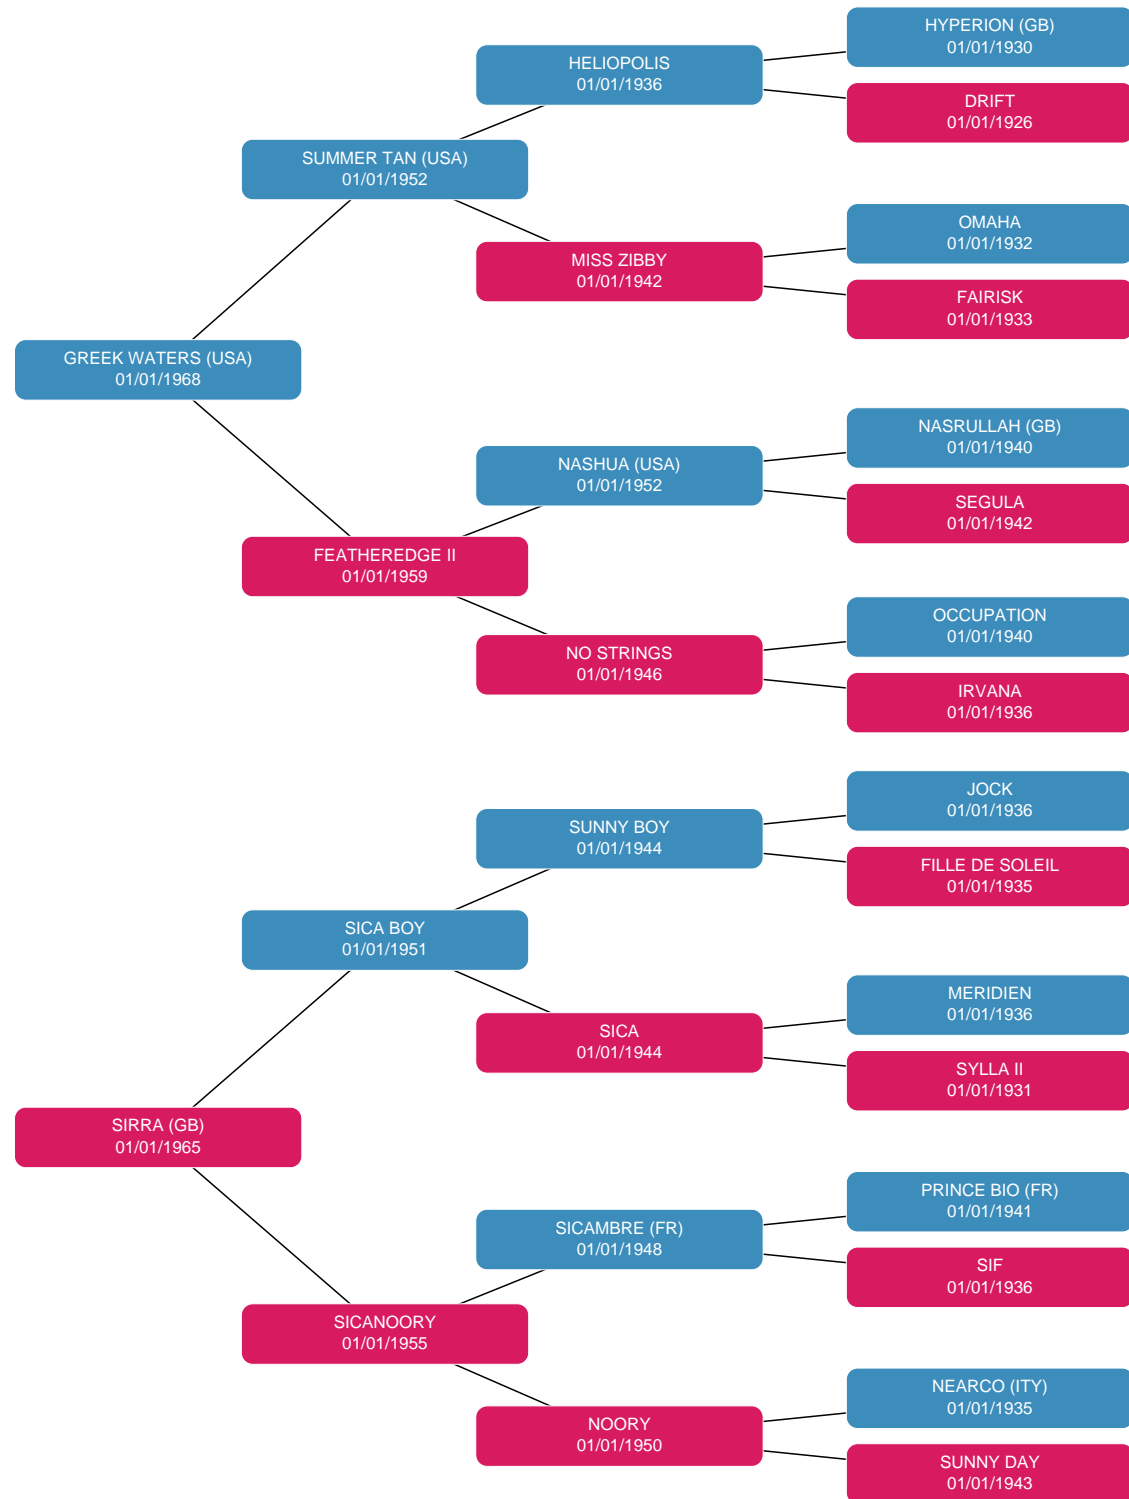 HYPERION (GB)
01/01/1930
HELIOPOLIS
01/01/1936
DRIFT
01/01/1926
SUMMER TAN (USA)
01/01/1952
OMAHA
01/01/1932
MISS ZIBBY
01/01/1942
FAIRISK
01/01/1933
GREEK WATERS (USA)
01/01/1968
NASRULLAH (GB)
01/01/1940
NASHUA (USA)
01/01/1952
SEGULA
01/01/1942
FEATHEREDGE II
01/01/1959
OCCUPATION
01/01/1940
NO STRINGS
01/01/1946
IRVANA
01/01/1936
JOCK
01/01/1936
SUNNY BOY
01/01/1944
FILLE DE SOLEIL
01/01/1935
SICA BOY
01/01/1951
MERIDIEN
01/01/1936
SICA
01/01/1944
SYLLA II
01/01/1931
SIRRA (GB)
01/01/1965
PRINCE BIO (FR)
01/01/1941
SICAMBRE (FR)
01/01/1948
SIF
01/01/1936
SICANOORY
01/01/1955
NEARCO (ITY)
01/01/1935
NOORY
01/01/1950
SUNNY DAY
01/01/1943